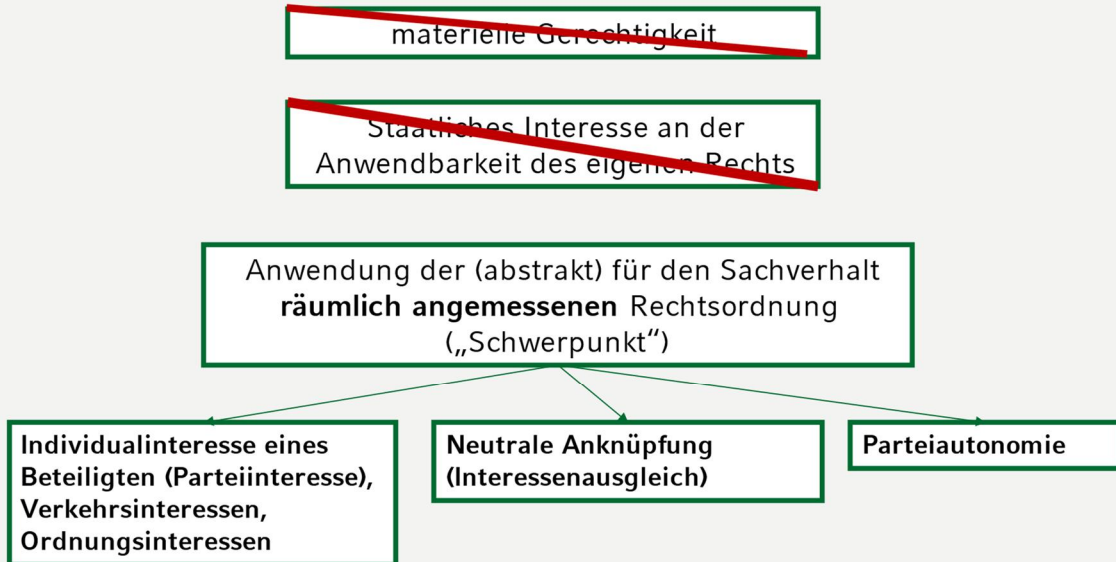 materielle Gerechtigkeit
Staatliches Interesse an der
Anwendbarkeit des eigenen Rechts
Anwendung der (abstrakt) für den Sachverhalt
räumlich angemessenen Rechtsordnung
(„Schwerpunkt“)
Individualinteresse eines
Beteiligten (Parteiinteresse),
Verkehrsinteressen,
Ordnungsinteressen
Neutrale Anknüpfung
(Interessenausgleich)
Parteiautonomie